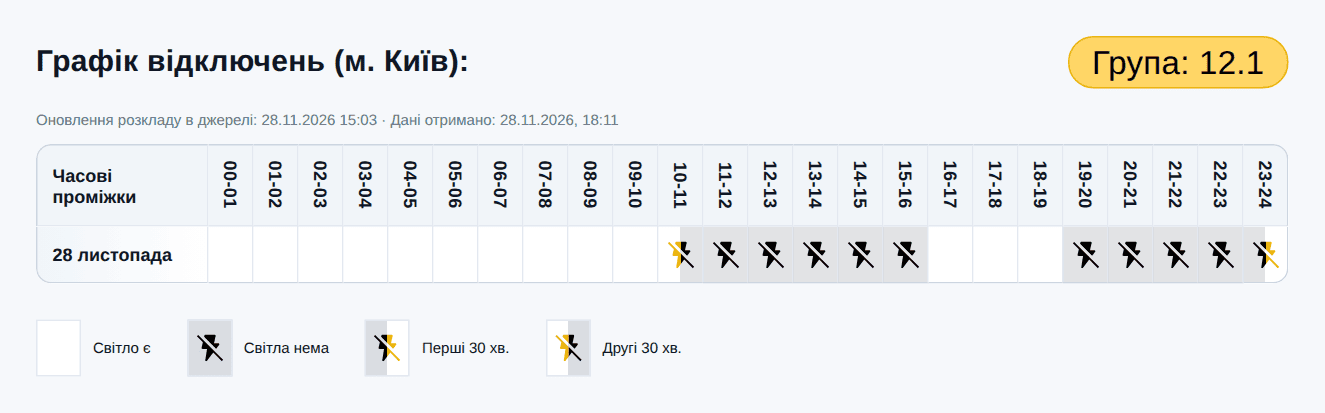 Графік відключень (м. Київ):
Група: 12.1
Оновлення розкладу в джерелі: 28.11.2026 15:03 · Дані отримано: 28.11.2026, 18:11
Часові
проміжки
00-01
01-02
02-03
03-04
04-05
05-06
06-07
07-08
08-09
09-10
10-11
11-12
12-13
13-14
14-15
15-16
16-17
17-18
18-19
19-20
20-21
21-22
22-23
23-24
28 листопада
Світло є
Світла нема
Перші 30 хв.
Другі 30 хв.